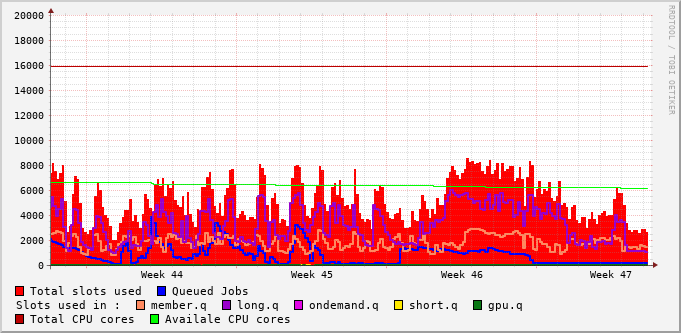 20000
18000
16000
14000
12000
10000
8000
6000
4000
2000
0
Week 44 Week 45 Week 46 Week 47
RRDTOOL / TOBI OETIKER
Total slots used Queued Jobs
Slots used in : member.q long.q ondemand.q short.q gpu.q
Total CPU cores Availale CPU cores